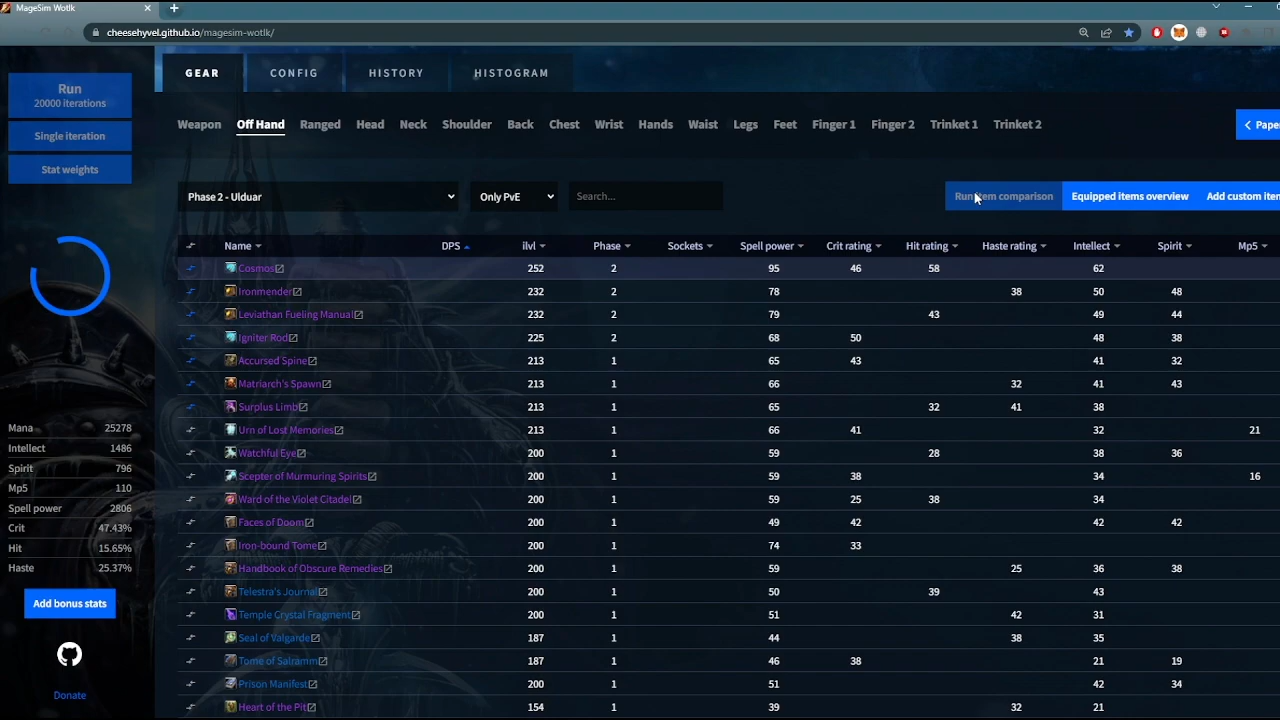 MageSim Wotlk
cheesehyvel.github.io/magesim-wotlk/
Run
20000 iterations
Single iteration
Stat weights
GEAR CONFIG HISTORY HISTOGRAM
Weapon Off Hand Ranged Head Neck Shoulder Back Chest Wrist Hands Waist Legs Feet Finger 1 Finger 2 Trinket 1 Trinket 2
Pape
Phase 2 - Ulduar Only PvE Search... Run item comparison Equipped items overview Add custom item
Name DPS ilvl Phase Sockets Spell power Crit rating Hit rating Haste rating Intellect Spirit Mp5
Cosmos 252 2 95 46 58 62
Ironmender 232 2 78 38 50 48
Leviathan Fueling Manual 232 2 79 43 49 44
Igniter Rod 225 2 68 50 48 38
Accursed Spine 213 1 65 43 41 32
Matriarch's Spawn 213 1 66 32 41 43
Surplus Limb 213 1 65 32 41 38
Urn of Lost Memories 213 1 66 41 32 21
Watchful Eye 200 1 59 28 38 36
Scepter of Murmuring Spirits 200 1 59 38 34 16
Ward of the Violet Citadel 200 1 59 25 38 34
Faces of Doom 200 1 49 42 42 42
Iron-bound Tome 200 1 74 33
Handbook of Obscure Remedies 200 1 59 25 36 38
Telestra's Journal 200 1 50 39 43
Temple Crystal Fragment 200 1 51 42 31
Seal of Valgarde 187 1 44 38 35
Tome of Salramm 187 1 46 38 21 19
Prison Manifest 200 1 51 42 34
Heart of the Pit 154 1 39 32 21
Mana 25278
Intellect 1486
Spirit 796
Mp5 110
Spell power 2806
Crit 47.43%
Hit 15.65%
Haste 25.37%
Add bonus stats
Donate